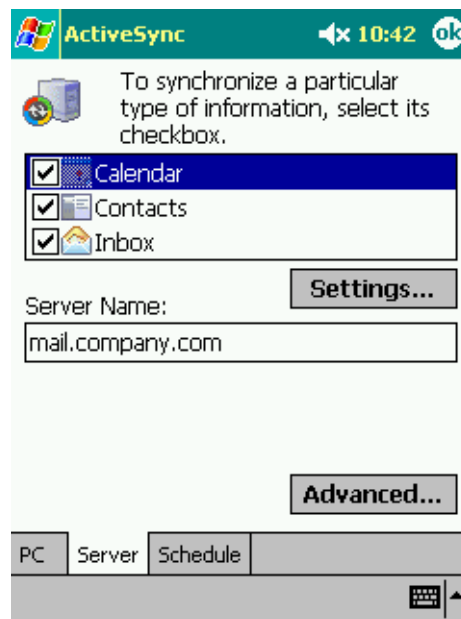 ActiveSync 10:42 ok
To synchronize a particular
type of information, select its
checkbox.
Calendar
Contacts
Inbox
Settings...
Server Name:
mail.company.com
Advanced...
PC Server Schedule